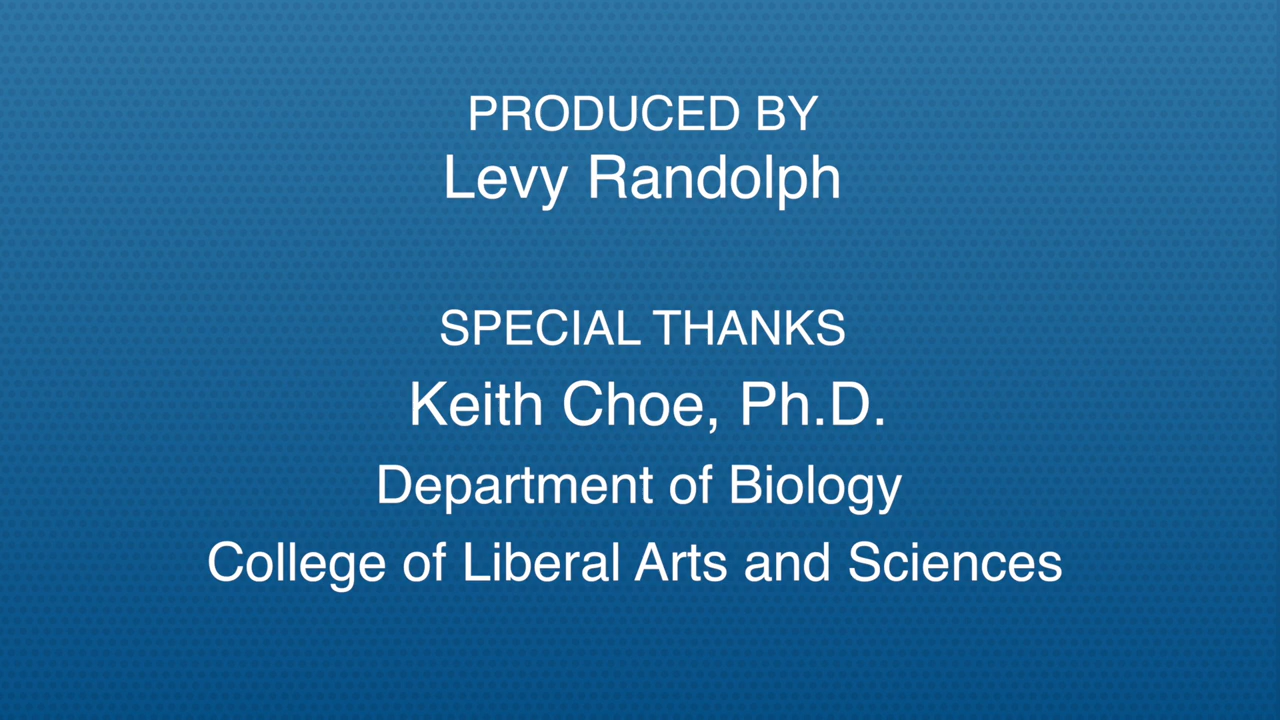 PRODUCED BY
Levy Randolph
SPECIAL THANKS
Keith Choe, Ph.D.
Department of Biology
College of Liberal Arts and Sciences